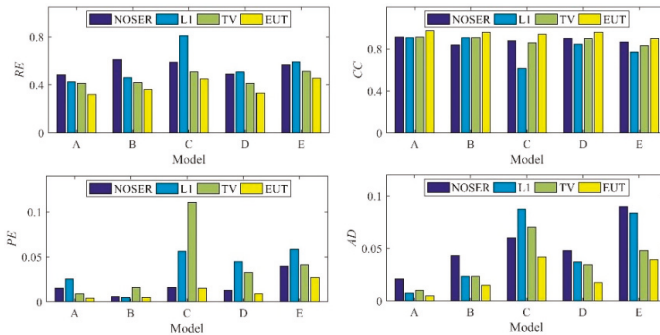 NOSER L1 TV EUT
0.8
0.4
0
RE
A B C D E
Model
NOSER L1 TV EUT
0.8
0.4
0
CC
A B C D E
Model
NOSER L1 TV EUT
0.1
0.05
0
PE
A B C D E
Model
NOSER L1 TV EUT
0.1
0.05
0
AD
A B C D E
Model